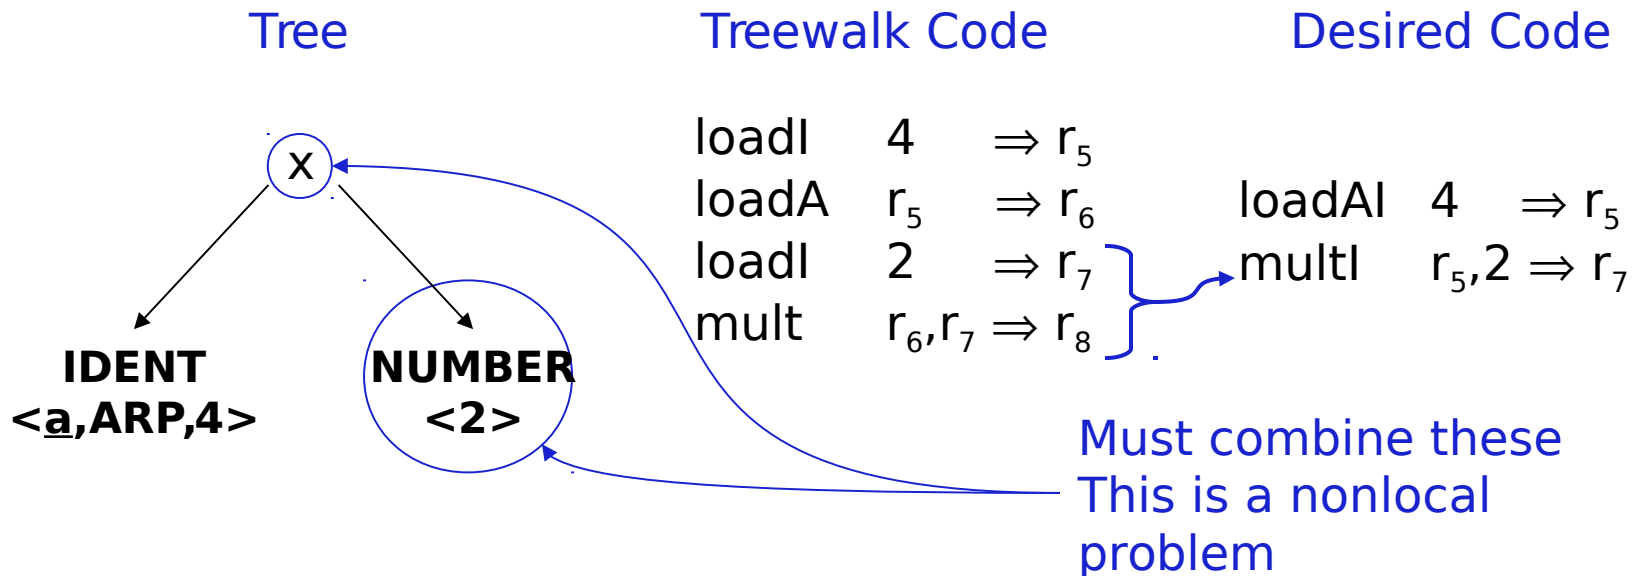 Tree
Treewalk Code
Desired Code
x
IDENT
<a,ARP,4>
NUMBER
<2>
loadI 4 ⇒ r5
loadA r5 ⇒ r6
loadI 2 ⇒ r7
mult r6,r7 ⇒ r8
loadAI 4 ⇒ r5
multI r5,2 ⇒ r7
Must combine these
This is a nonlocal
problem